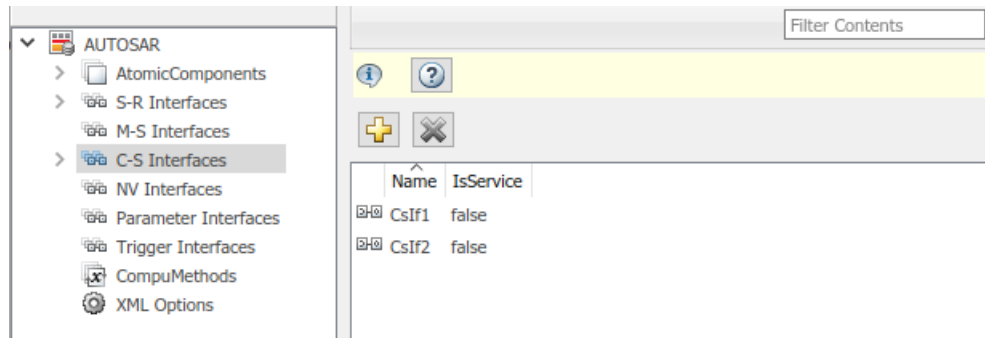 Filter Contents
AUTOSAR
AtomicComponents
S-R Interfaces
M-S Interfaces
C-S Interfaces
NV Interfaces
Parameter Interfaces
Trigger Interfaces
CompuMethods
XML Options
Name IsService
CsIf1 false
CsIf2 false